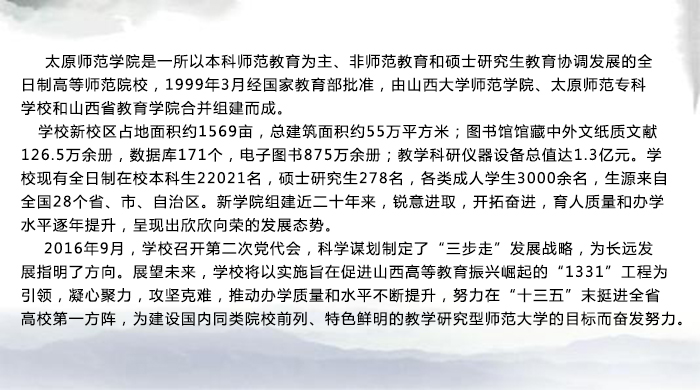 太原师范学院是一所以本科师范教育为主、非师范教育和硕士研究生教育协调发展的全
日制高等师范院校，1999年3月经国家教育部批准，由山西大学师范学院、太原师范专科
学校和山西省教育学院合并组建而成。
学校新校区占地面积约1569亩，总建筑面积约55万平方米；图书馆馆藏中外文纸质文献
126.5万余册，数据库171个，电子图书875万余册；教学科研仪器设备总值达1.3亿元。学
校现有全日制在校本科生22021名，硕士研究生278名，各类成人学生3000余名，生源来自
全国28个省、市、自治区。新学院组建近二十年来，锐意进取，开拓奋进，育人质量和办学
水平逐年提升，呈现出欣欣向荣的发展态势。
2016年9月，学校召开第二次党代会，科学谋划制定了“三步走”发展战略，为长远发
展指明了方向。展望未来，学校将以实施旨在促进山西高等教育振兴崛起的“1331”工程为
引领，凝心聚力，攻坚克难，推动办学质量和水平不断提升，努力在“十三五”末挺进全省
高校第一方阵，为建设国内同类院校前列、特色鲜明的教学研究型师范大学的目标而奋发努力。